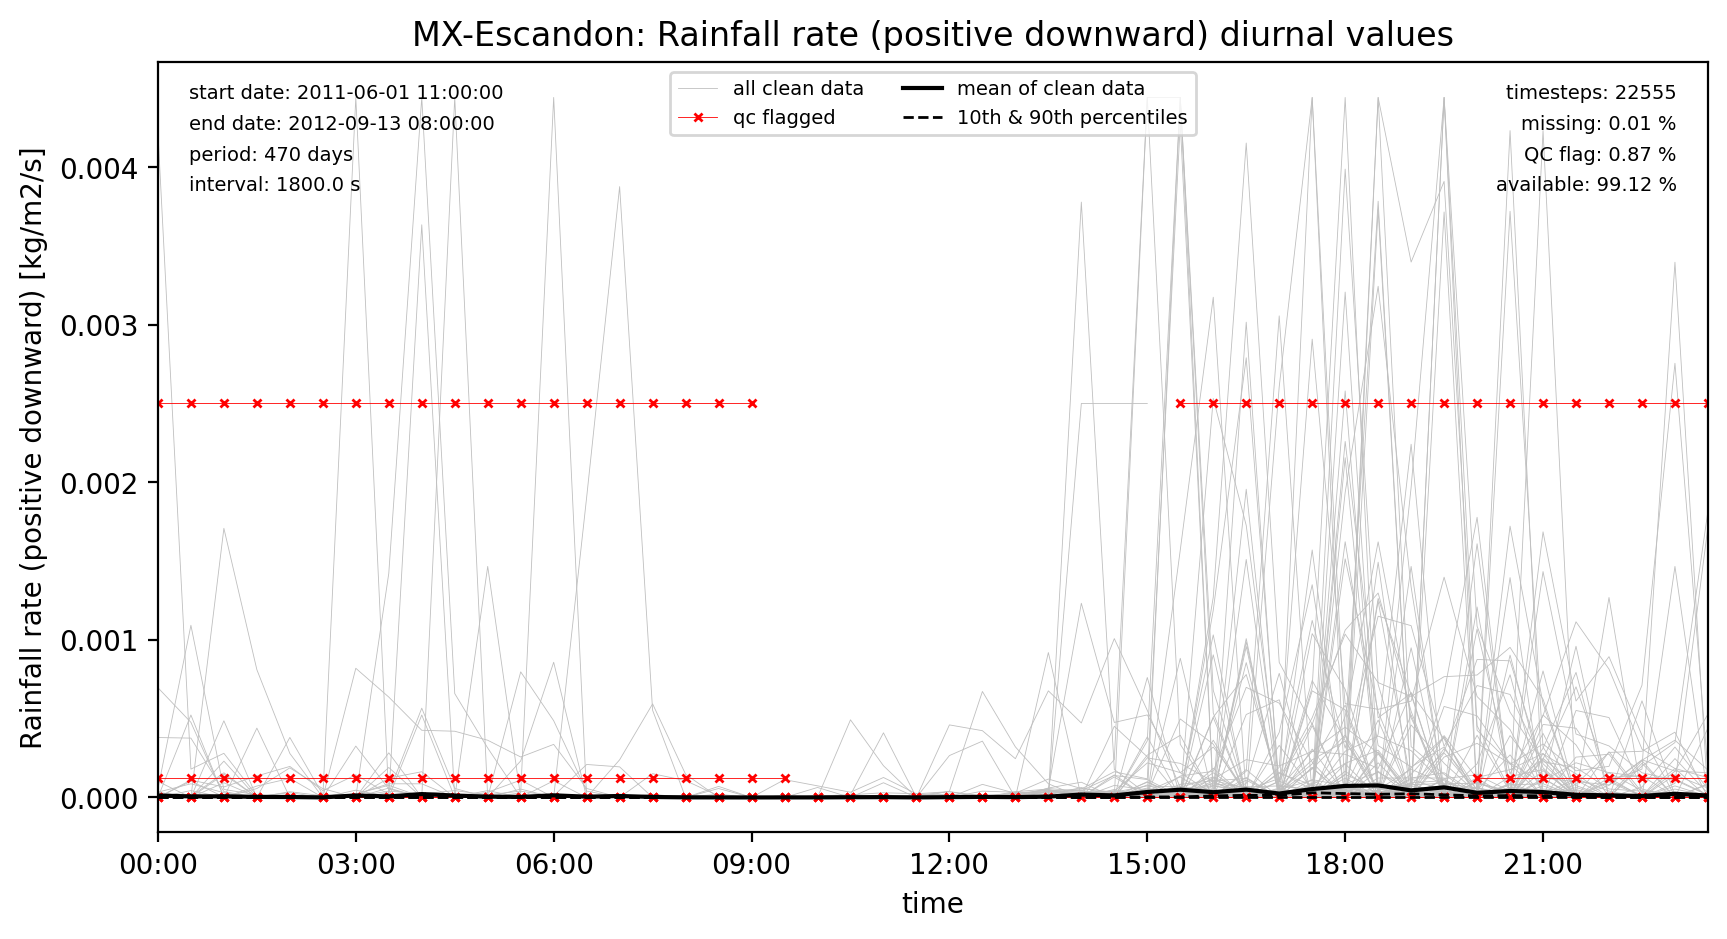 MX-Escandon: Rainfall rate (positive downward) diurnal values
start date: 2011-06-01 11:00:00
end date: 2012-09-13 08:00:00
period: 470 days
interval: 1800.0 s
all clean data
qc flagged
mean of clean data
10th & 90th percentiles
timesteps: 22555
missing: 0.01 %
QC flag: 0.87 %
available: 99.12 %
Rainfall rate (positive downward) [kg/m2/s]
0.004
0.003
0.002
0.001
0.000
00:00 03:00 06:00 09:00 12:00 15:00 18:00 21:00
time